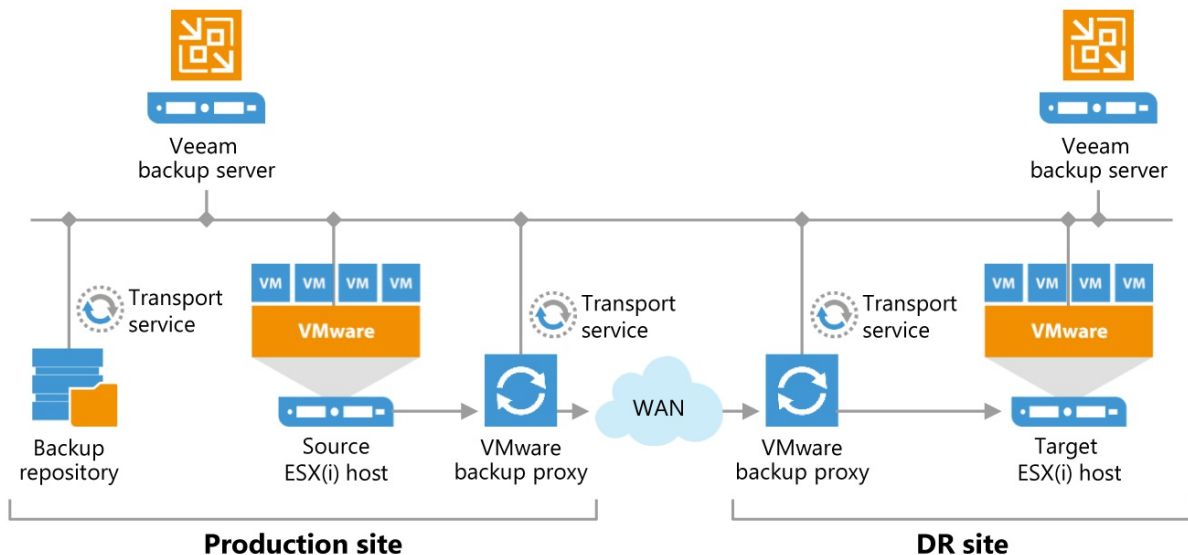 Veeam
backup server
Veeam
backup server
VM VM VM VM
VMware
Transport
service
Transport
service
Transport
service
VM VM VM VM
VMware
WAN
Backup
repository
Source
ESX(i) host
VMware
backup proxy
VMware
backup proxy
Target
ESX(i) host
Production site
DR site